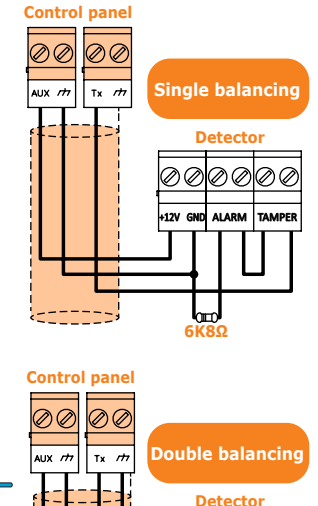 Control panel
AUX Tx
Single balancing
Detector
+12V GND ALARM TAMPER
6K8Ω
Control panel
AUX Tx
Double balancing
Detector